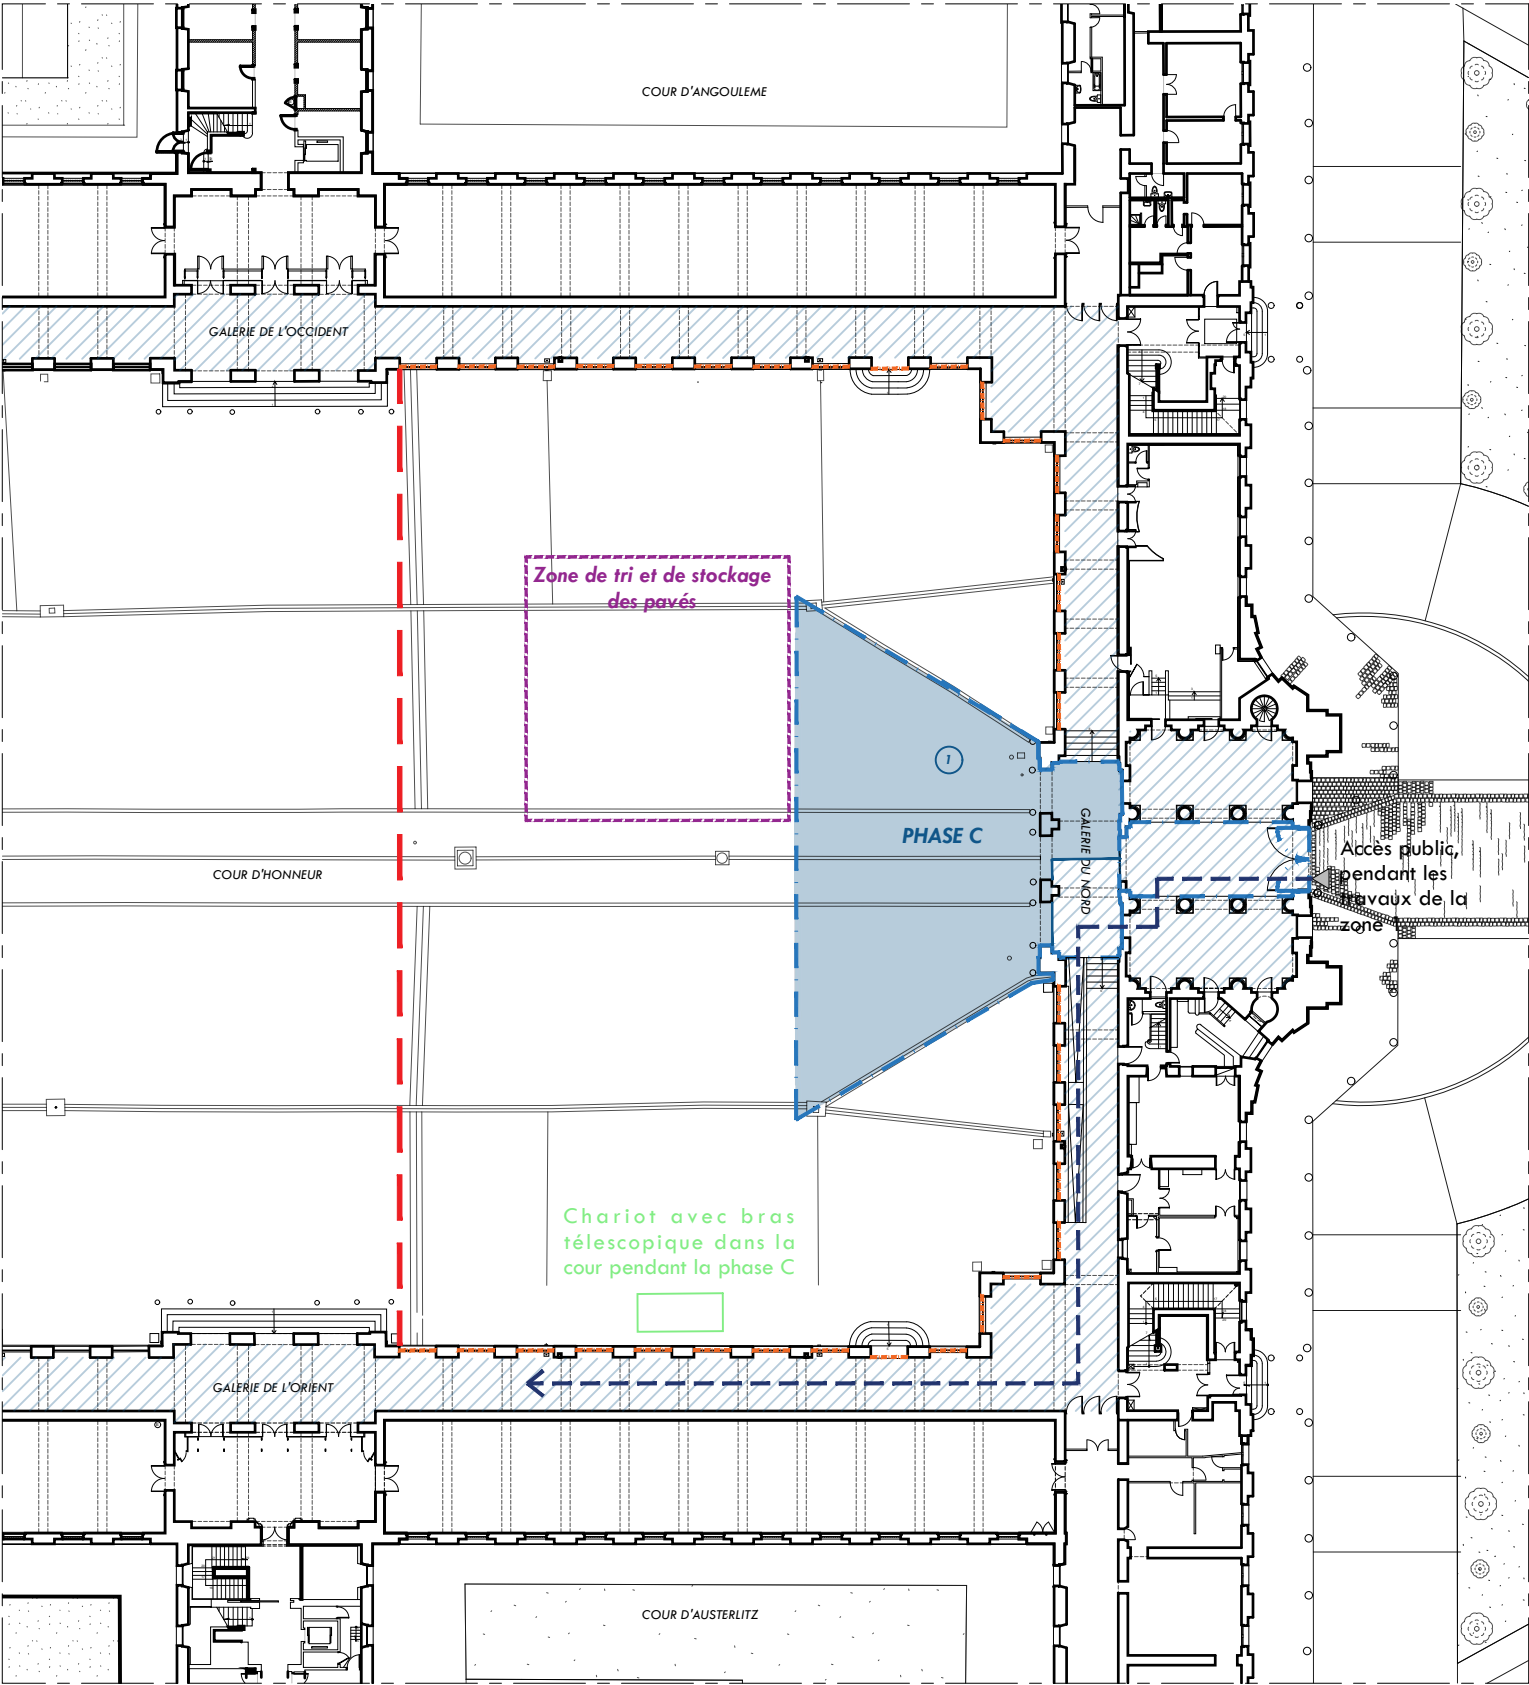 COUR D'ANGOULEME
GALERIE DE L'OCCIDENT
Zone de tri et de stockage
des pavés
1
PHASE C
GALERIE DU NORD
COUR D'HONNEUR
Accès public,
pendant les
travaux de la
zone
Chariot avec bras
télescopique dans la
cour pendant la phase C
GALERIE DE L'ORIENT
COUR D'AUSTERLITZ